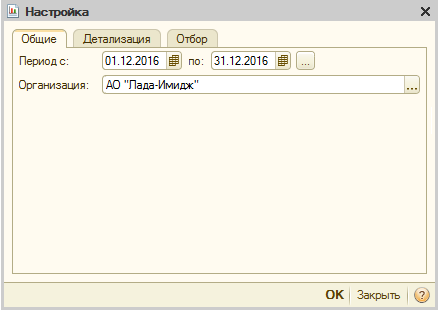 Настройка
Общие Детализация Отбор
Период с: 01.12.2016 по: 31.12.2016 ...
Организация: АО "Лада-Имидж" ...
OK Закрыть ?